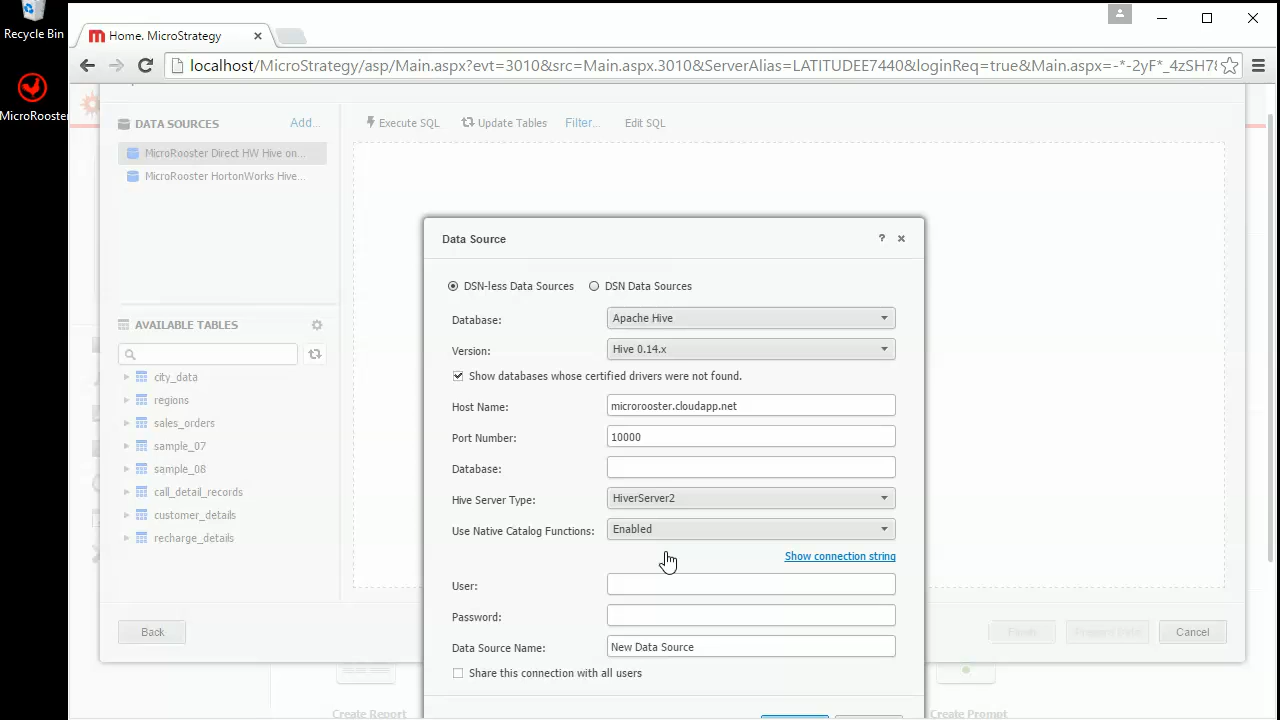 Recycle Bin
MicroRooster
Home. MicroStrategy
localhost/MicroStrategy/asp/Main.aspx?evt=3010&src=Main.aspx.3010&ServerAlias=LATITUDEE7440&loginReq=true&Main.aspx=-*-2yF*_4zSH78
DATA SOURCES
Add...
Execute SQL
Update Tables
Filter...
Edit SQL
MicroRooster Direct HW Hive on...
MicroRooster HortonWorks Hive...
Data Source
?
DSN-less Data Sources
DSN Data Sources
Database:
Apache Hive
Version:
Hive 0.14.x
Show databases whose certified drivers were not found.
Host Name:
microrooster.cloudapp.net
Port Number:
10000
Database:
Hive Server Type:
HiverServer2
Use Native Catalog Functions:
Enabled
Show connection string
User:
Password:
Data Source Name:
New Data Source
Share this connection with all users
AVAILABLE TABLES
city_data
regions
sales_orders
sample_07
sample_08
call_detail_records
customer_details
recharge_details
Back
Finish
Prepare Data
Cancel
Create Report
Create Prompt